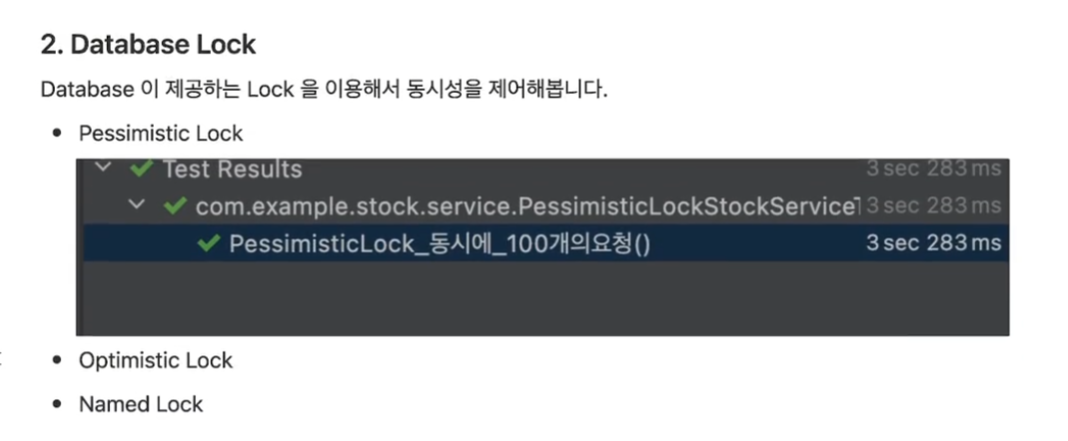 2. Database Lock
Database 이 제공하는 Lock 을 이용해서 동시성을 제어해봅니다.
• Pessimistic Lock
Test Results 3 sec 283 ms
com.example.stock.service.PessimisticLockStockService 3 sec 283 ms
PessimisticLock_동시에_100개의요청() 3 sec 283 ms
• Optimistic Lock
• Named Lock